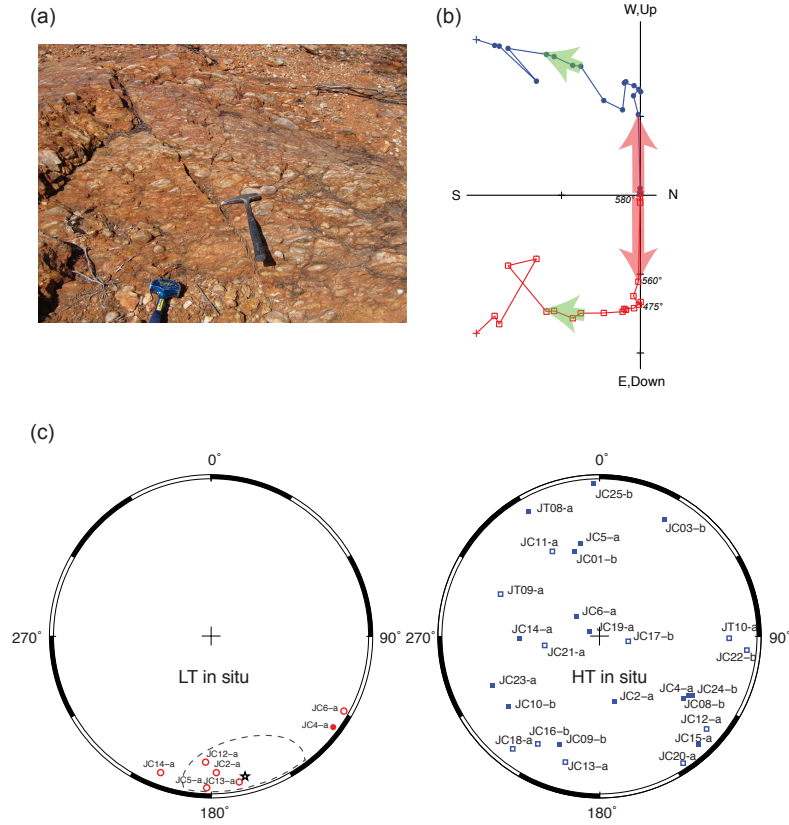 (a)
(b)
W,Up
S
N
580°
560°
475°
E,Down
(c)
0°
270°
90°
180°
LT in situ
JC6-a
JC4-a
JC12-a
JC14-a
JC2-a
JC5-a
JC13-a
0°
270°
90°
180°
HT in situ
JC25-b
JT08-a
JC03-b
JC11-a
JC5-a
JC01-b
JT09-a
JC6-a
JC19-a
JC14-a
JC17-b
JT10-a
JC21-a
JC22-b
JC23-a
JC4-a
JC24-b
JC2-a
JC08-b
JC10-b
JC12-a
JC16-b
JC18-a
JC09-b
JC15-a
JC13-a
JC20-a